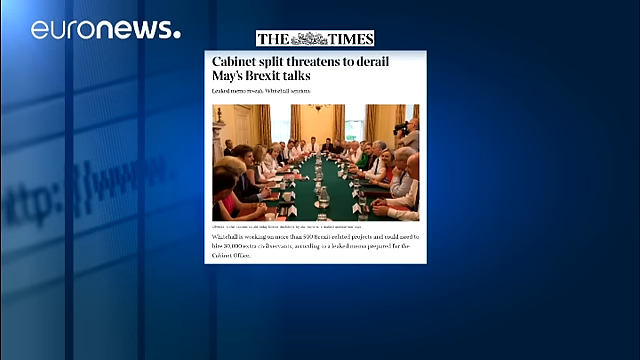 euronews.
THE TIMES
Cabinet split threatens to derail
May's Brexit talks
Leaked memo reveals Whitehall tensions
Whitehall is working on more than 500 Brexit-related projects and could need to
hire 30,000 extra civil servants, according to a leaked memo prepared for the
Cabinet Office.
http://www.